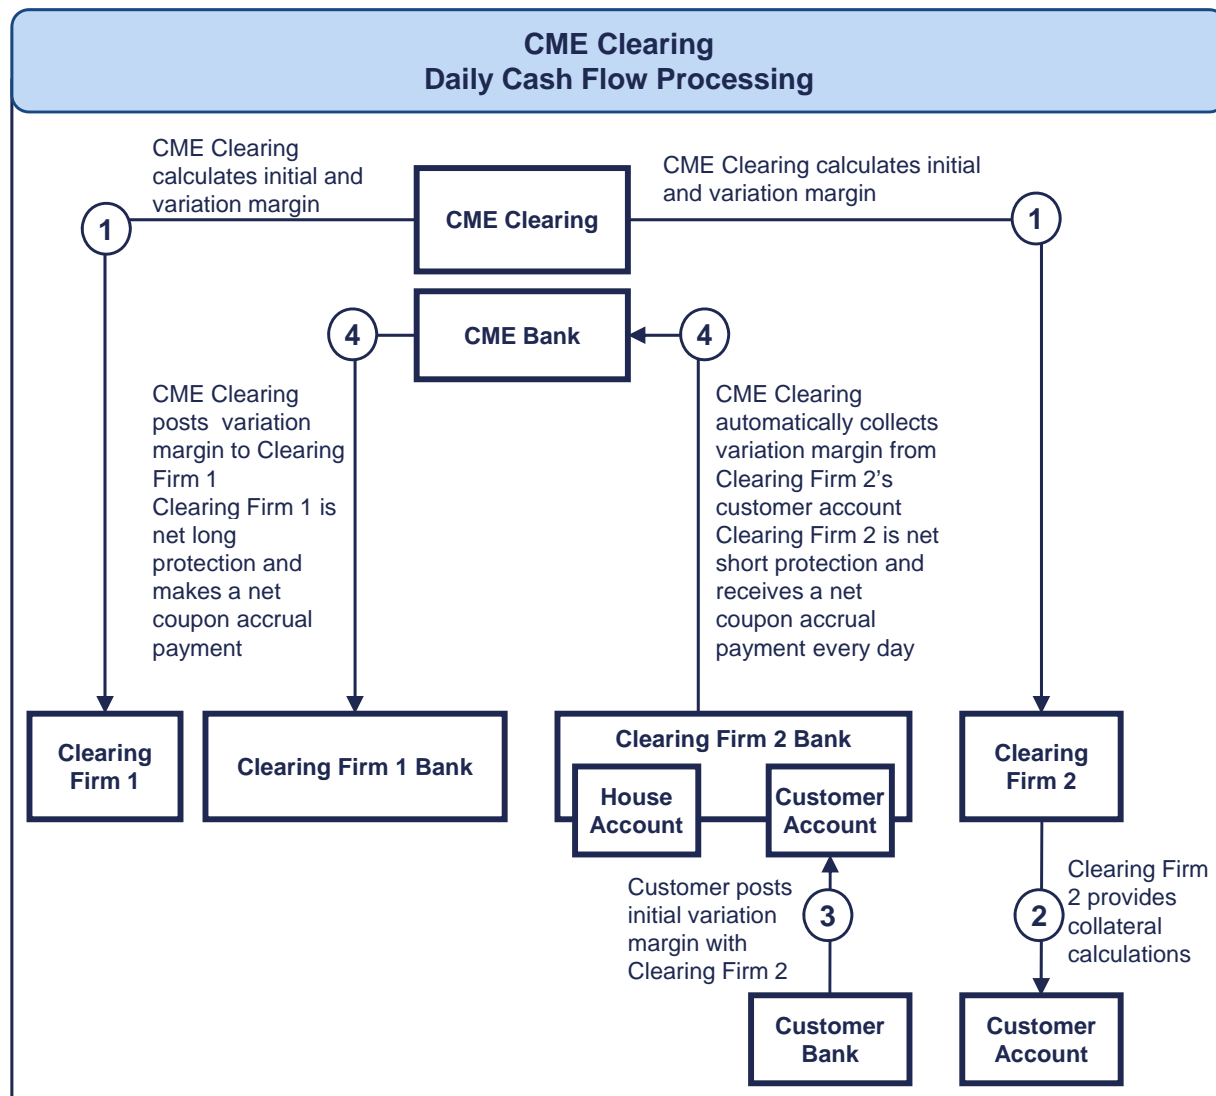 CME Clearing
Daily Cash Flow Processing
CME Clearing
calculates initial and
variation margin
CME Clearing calculates initial
and variation margin
1
CME Clearing
1
4
CME Bank
4
CME Clearing
posts  variation
margin to Clearing
Firm 1
Clearing Firm 1 is
net long
protection and
makes a net
coupon accrual
payment
CME Clearing
automatically collects
variation margin from
Clearing Firm 2’s
customer account
Clearing Firm 2 is net
short protection and
receives a net
coupon accrual
payment every day
Clearing
Firm 1
Clearing Firm 1 Bank
Clearing Firm 2 Bank
House
Account
Customer
Account
Clearing
Firm 2
Customer posts
initial variation
margin with
Clearing Firm 2
3
2
Clearing Firm
2 provides
collateral
calculations
Customer
Bank
Customer
Account